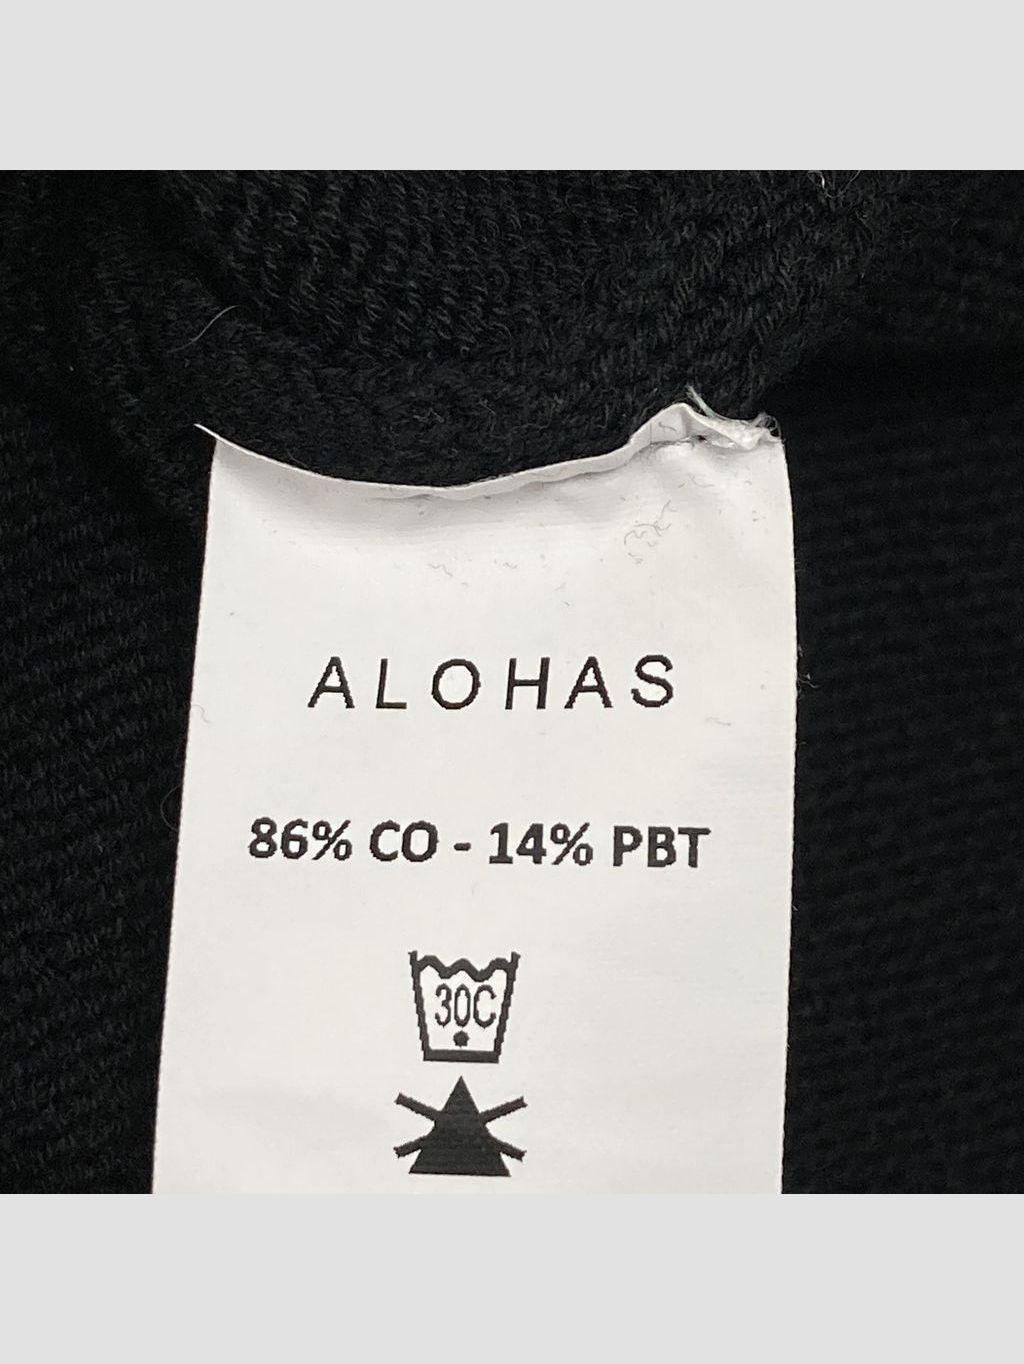 ALOHAS
86% CO - 14% PBT
30C